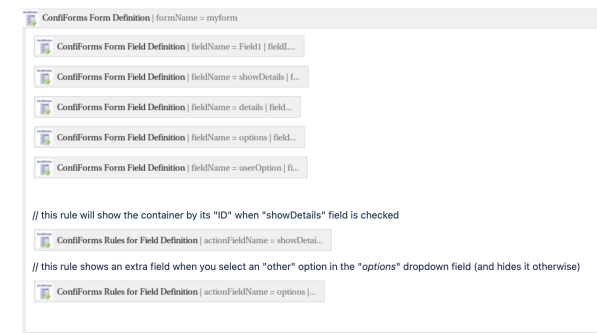 ConfiForms Form Definition | formName = myform
ConfiForms Form Field Definition | fieldName = Field1 | fieldL...
ConfiForms Form Field Definition | fieldName = showDetails | f...
ConfiForms Form Field Definition | fieldName = details | field...
ConfiForms Form Field Definition | fieldName = options | field...
ConfiForms Form Field Definition | fieldName = userOption | fi...
// this rule will show the container by its "ID" when "showDetails" field is checked
ConfiForms Rules for Field Definition | actionFieldName = showDetai...
// this rule shows an extra field when you select an "other" option in the "options" dropdown field (and hides it otherwise)
ConfiForms Rules for Field Definition | actionFieldName = options |...